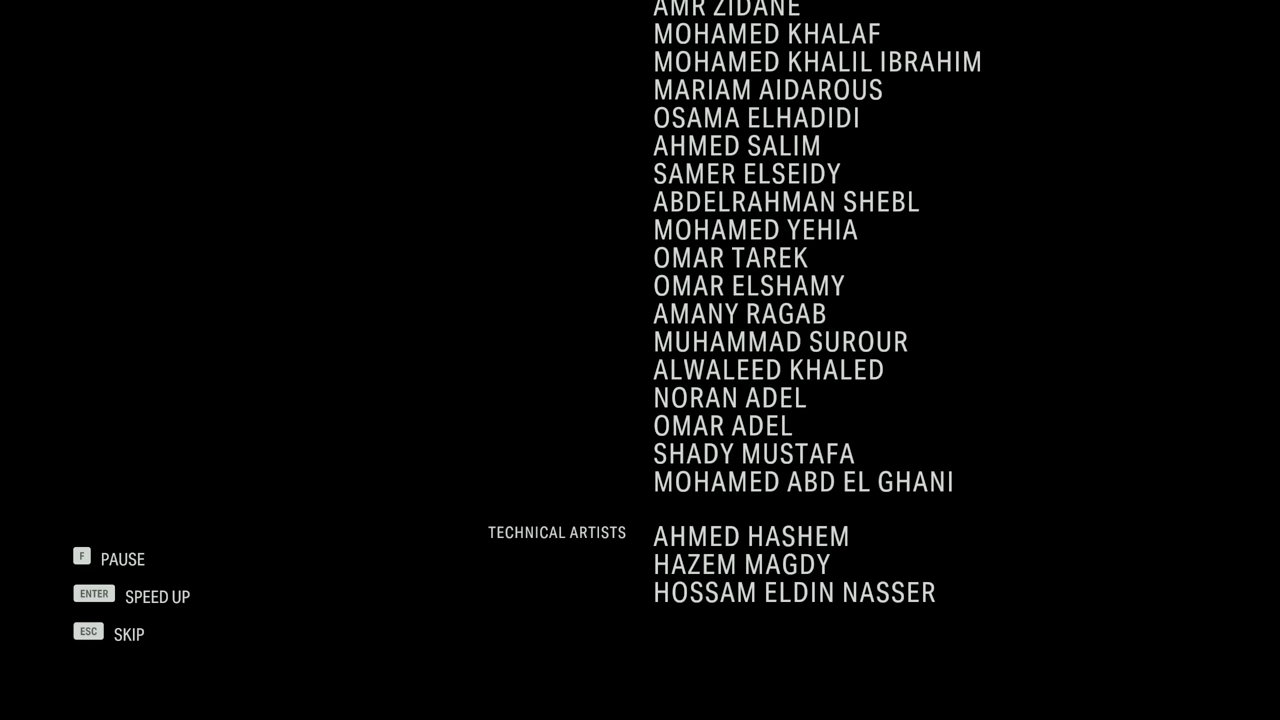 AMR ZIDANE
MOHAMED KHALAF
MOHAMED KHALIL IBRAHIM
MARIAM AIDAROUS
OSAMA ELHADIDI
AHMED SALIM
SAMER ELSEIDY
ABDELRAHMAN SHEBL
MOHAMED YEHIA
OMAR TAREK
OMAR ELSHAMY
AMANY RAGAB
MUHAMMAD SUROUR
ALWALEED KHALED
NORAN ADEL
OMAR ADEL
SHADY MUSTAFA
MOHAMED ABD EL GHANI
TECHNICAL ARTISTS AHMED HASHEM
HAZEM MAGDY
HOSSAM ELDIN NASSER
F PAUSE
ENTER SPEED UP
ESC SKIP